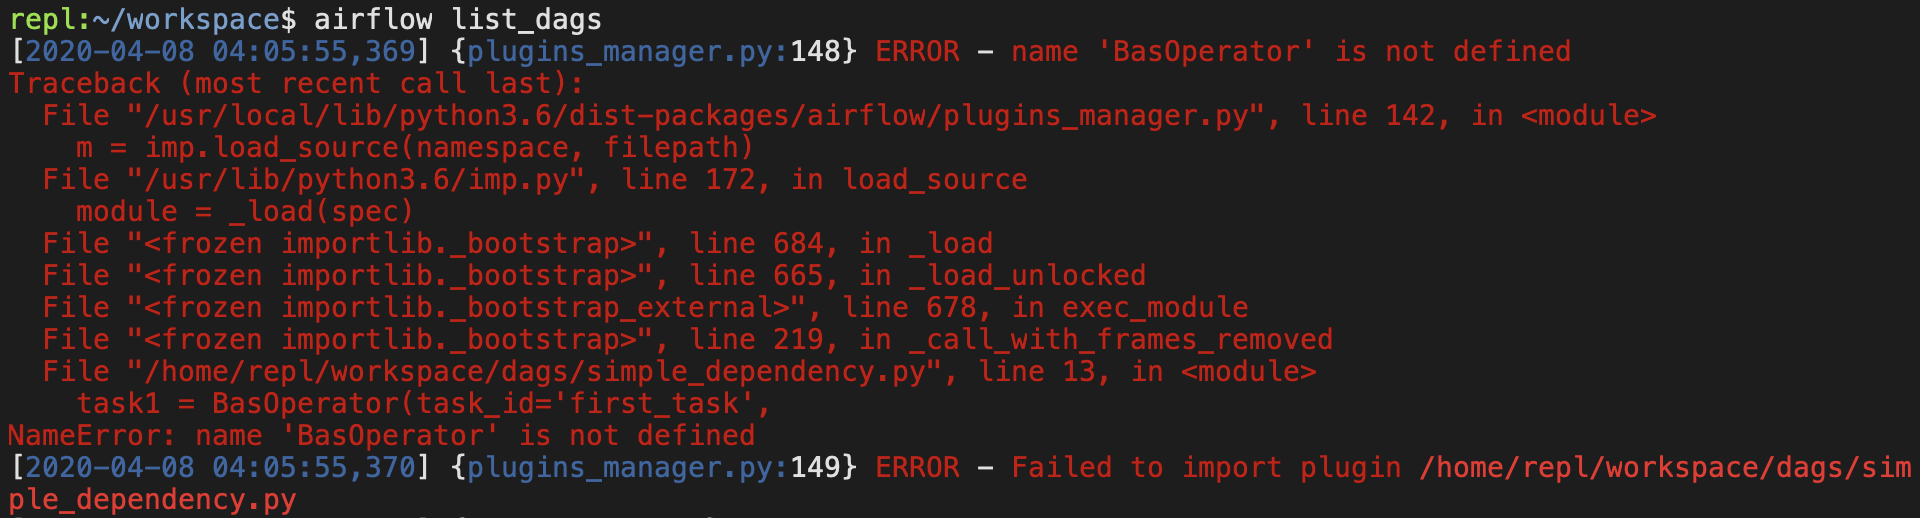 repl:~/workspace$ airflow list_dags
[2020-04-08 04:05:55,369] {plugins_manager.py:148} ERROR - name 'BasOperator' is not defined
Traceback (most recent call last):
  File "/usr/local/lib/python3.6/dist-packages/airflow/plugins_manager.py", line 142, in <module>
    m = imp.load_source(namespace, filepath)
  File "/usr/lib/python3.6/imp.py", line 172, in load_source
    module = _load(spec)
  File "<frozen importlib._bootstrap>", line 684, in _load
  File "<frozen importlib._bootstrap>", line 665, in _load_unlocked
  File "<frozen importlib._bootstrap_external>", line 678, in exec_module
  File "<frozen importlib._bootstrap>", line 219, in _call_with_frames_removed
  File "/home/repl/workspace/dags/simple_dependency.py", line 13, in <module>
    task1 = BasOperator(task_id='first_task',
NameError: name 'BasOperator' is not defined
[2020-04-08 04:05:55,370] {plugins_manager.py:149} ERROR - Failed to import plugin /home/repl/workspace/dags/sim
ple_dependency.py